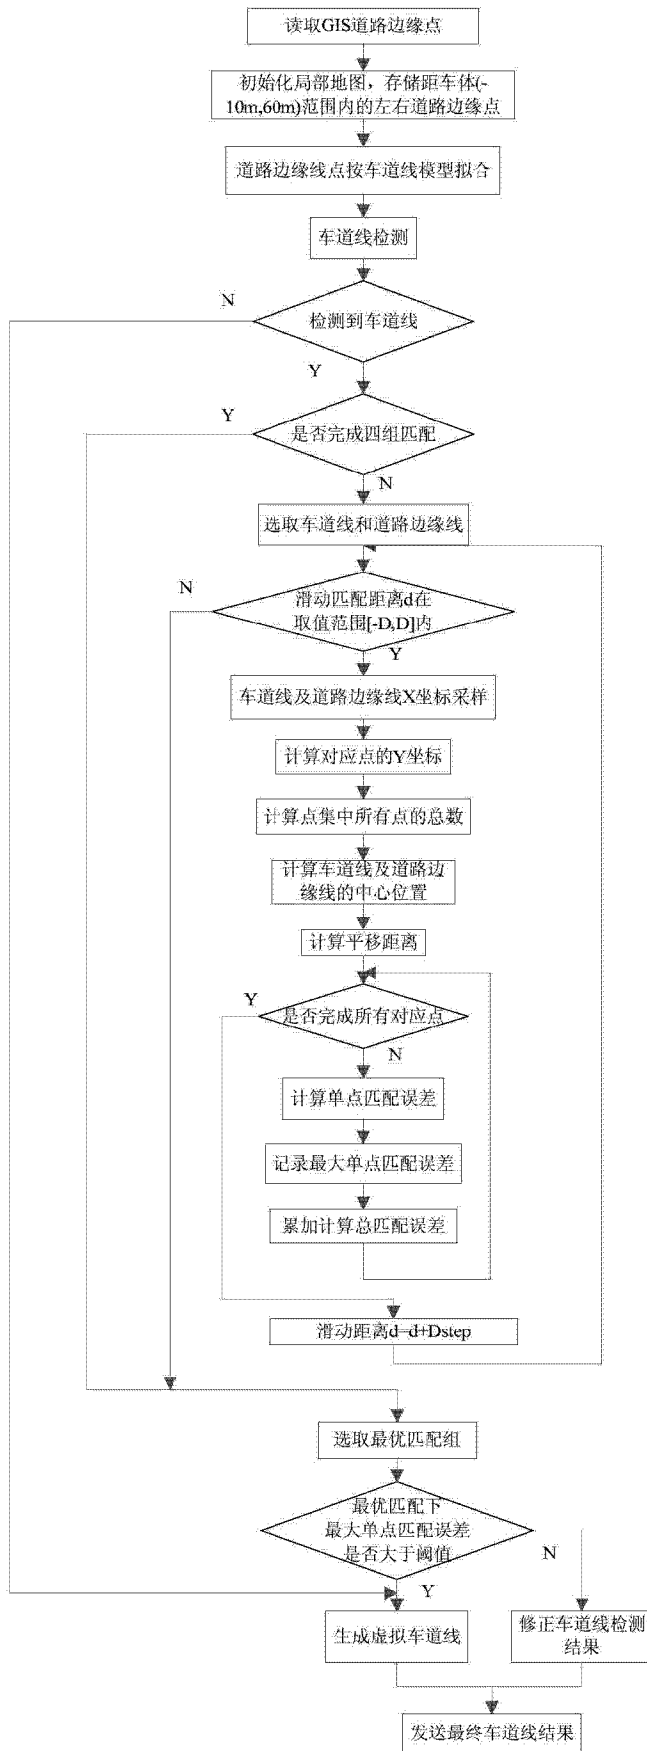 读取GIS道路边缘点
初始化局部地图，存储距车体(-
10m,60m)范围内的左右道路边缘点
道路边缘线点按车道线模型拟合
车道线检测
N
检测到车道线
Y
Y
是否完成四组匹配
N
选取车道线和道路边缘线
N
滑动匹配距离d在
取值范围[-D,D]内
Y
车道线及道路边缘线X坐标采样
计算对应点的Y坐标
计算点集中所有点的总数
计算车道线及道路边
缘线的中心位置
计算平移距离
Y
是否完成所有对应点
N
计算单点匹配误差
记录最大单点匹配误差
累加计算总匹配误差
滑动距离d=d+Dstep
选取最优匹配组
最优匹配下
最大单点匹配误差
是否大于阈值
N
Y
生成虚拟车道线
修正车道线检测
结果
发送最终车道线结果